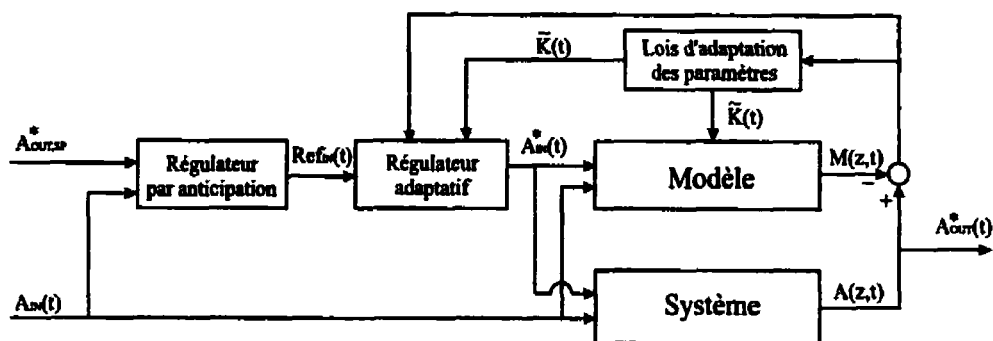 K̃(t)
Lois d'adaptation
des paramètres
K̃(t)
A*OUT,SP
Régulateur
par anticipation
RefIN(t)
Régulateur
adaptatif
A*IN(t)
Modèle
M(z,t)
−
+
A*OUT(t)
AIN(t)
Système
A(z,t)